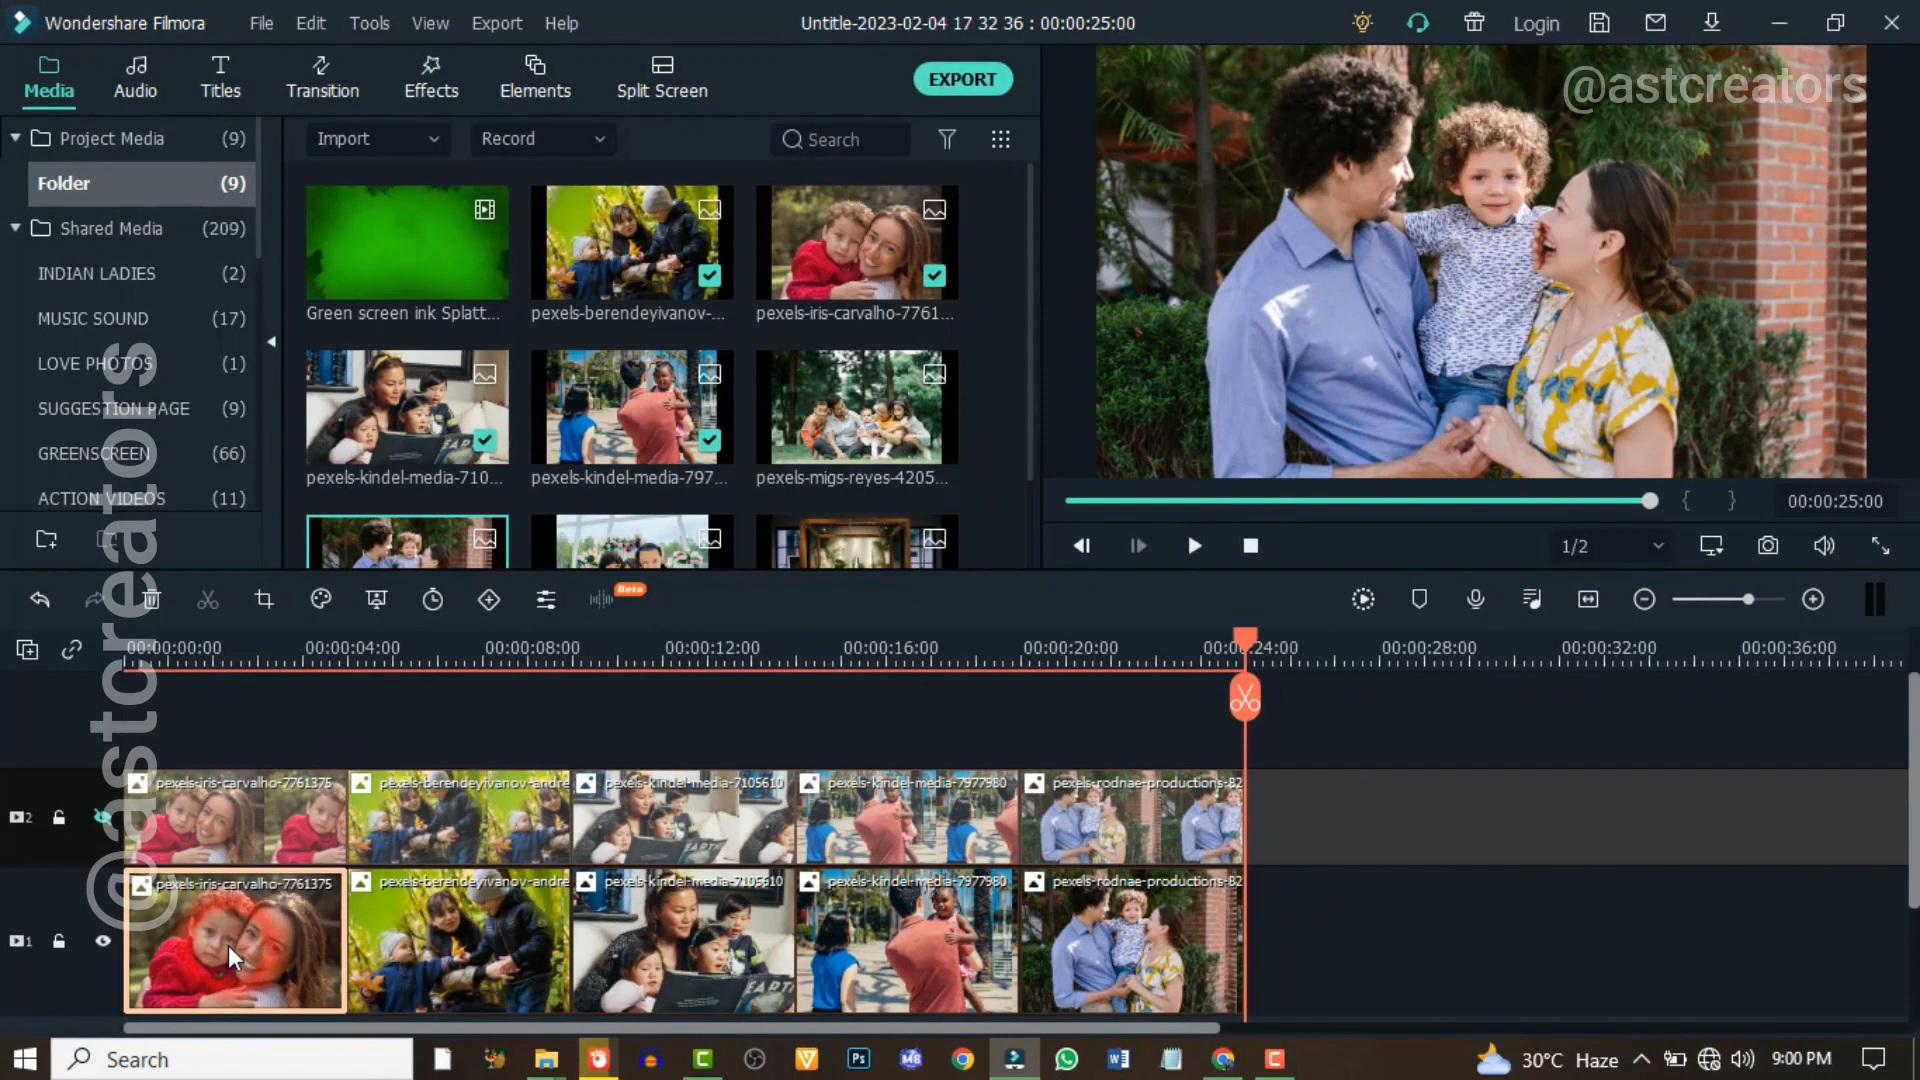 Wondershare Filmora File Edit Tools View Export Help Untitle-2023-02-04 17 32 36 : 00:00:25:00 Login
Media Audio Titles Transition Effects Elements Split Screen EXPORT
@astcreators
Project Media (9)
Import Record Search
Folder (9)
Shared Media (209)
INDIAN LADIES (2)
MUSIC SOUND (17)
LOVE PHOTOS (1)
SUGGESTION PAGE (9)
GREENSCREEN (66)
ACTION VIDEOS (11)
Green screen ink Splatt... pexels-berendeyivanov-... pexels-iris-carvalho-7761...
pexels-kindel-media-710... pexels-kindel-media-797... pexels-migs-reyes-4205...
{ } 00:00:25:00
1/2
Beta
00:00:00:00 00:00:04:00 00:00:08:00 00:00:12:00 00:00:16:00 00:00:20:00 00:00:24:00 00:00:28:00 00:00:32:00 00:00:36:00
pexels-iris-carvalho-7761375 pexels-berendeyivanov-andre pexels-kindel-media-7105610 pexels-kindel-media-7977980 pexels-rodnae-productions-82
2
EARTH
pexels-iris-carvalho-7761375 pexels-berendeyivanov-andre pexels-kindel-media-7105610 pexels-kindel-media-7977980 pexels-rodnae-productions-82
1
@astcreators
Search Ps MB W 30°C Haze 9:00 PM